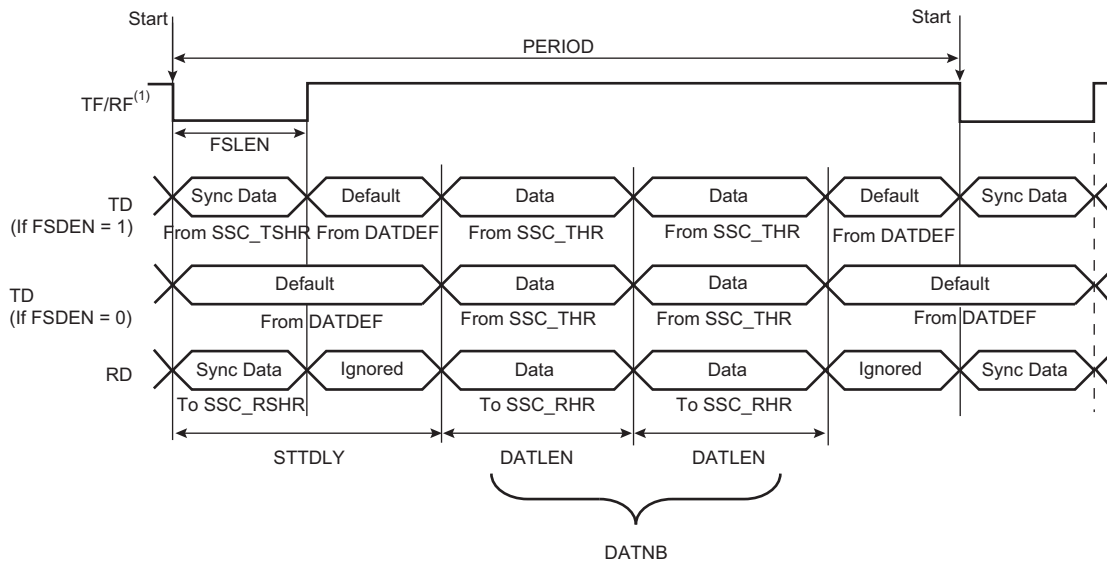 Start
Start
PERIOD
TF/RF(1)
FSLEN
TD
(If FSDEN = 1)
Sync Data
Default
Data
Data
Default
Sync Data
From SSC_TSHR
From DATDEF
From SSC_THR
From SSC_THR
From DATDEF
TD
(If FSDEN = 0)
Default
Data
Data
Default
From DATDEF
From SSC_THR
From SSC_THR
From DATDEF
RD
Sync Data
Ignored
Data
Data
Ignored
Sync Data
To SSC_RSHR
To SSC_RHR
To SSC_RHR
STTDLY
DATLEN
DATLEN
DATNB